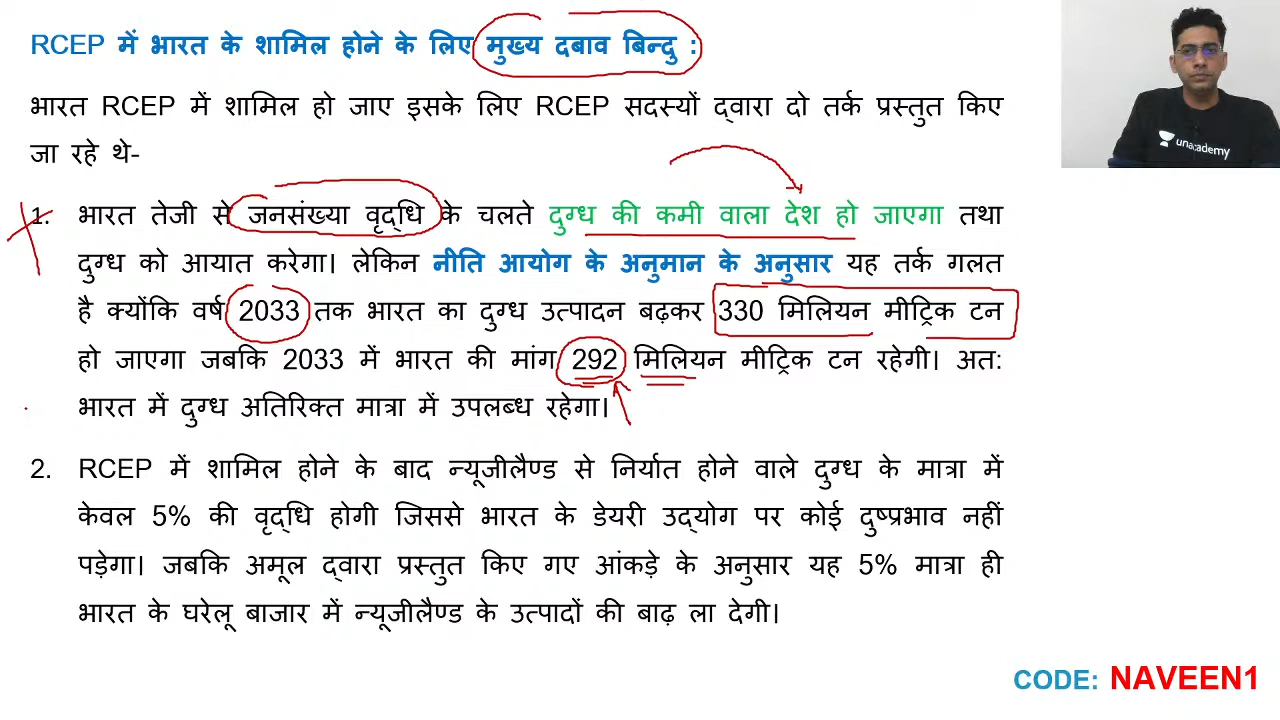 RCEP में भारत के शामिल होने के लिए मुख्य दबाव बिन्दु :
unacademy
भारत RCEP में शामिल हो जाए इसके लिए RCEP सदस्यों द्वारा दो तर्क प्रस्तुत किए
जा रहे थे-
1. भारत तेजी से जनसंख्या वृद्धि के चलते दुग्ध की कमी वाला देश हो जाएगा तथा
दुग्ध को आयात करेगा। लेकिन नीति आयोग के अनुमान के अनुसार यह तर्क गलत
है क्योंकि वर्ष 2033 तक भारत का दुग्ध उत्पादन बढ़कर 330 मिलियन मीट्रिक टन
हो जाएगा जबकि 2033 में भारत की मांग 292 मिलियन मीट्रिक टन रहेगी। अत:
भारत में दुग्ध अतिरिक्त मात्रा में उपलब्ध रहेगा।
2. RCEP में शामिल होने के बाद न्यूजीलैण्ड से निर्यात होने वाले दुग्ध के मात्रा में
केवल 5% की वृद्धि होगी जिससे भारत के डेयरी उद्योग पर कोई दुष्प्रभाव नहीं
पड़ेगा। जबकि अमूल द्वारा प्रस्तुत किए गए आंकड़े के अनुसार यह 5% मात्रा ही
भारत के घरेलू बाजार में न्यूजीलैण्ड के उत्पादों की बाढ़ ला देगी।
CODE: NAVEEN1